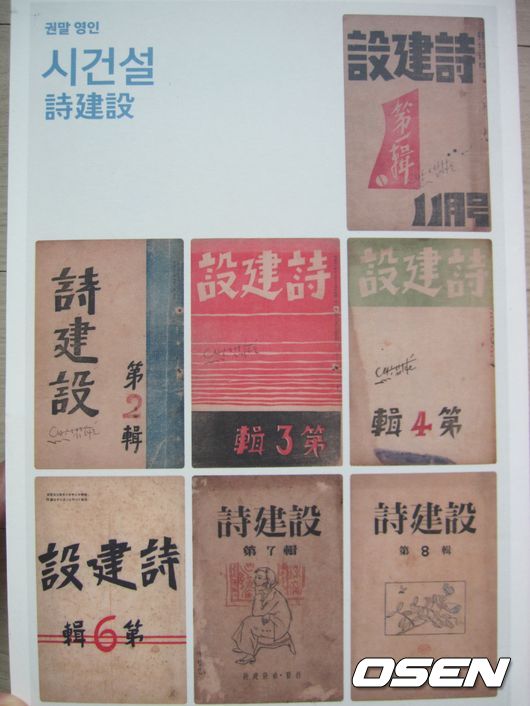 권말 영인
시건설
詩建設
詩建設
第一輯
11月号
詩建設
第2輯
詩建設
第3輯
詩建設
第4輯
詩建設
第6輯
詩建設
第7輯
詩建設
第8輯
OSEN